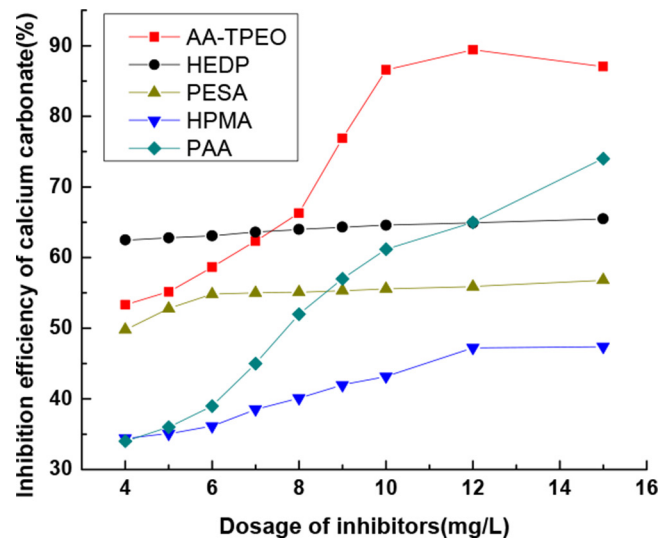 AA-TPEO
HEDP
PESA
HPMA
PAA
Inhibition efficiency of calcium carbonate(%)
90
80
70
60
50
40
30
4 6 8 10 12 14 16
Dosage of inhibitors(mg/L)